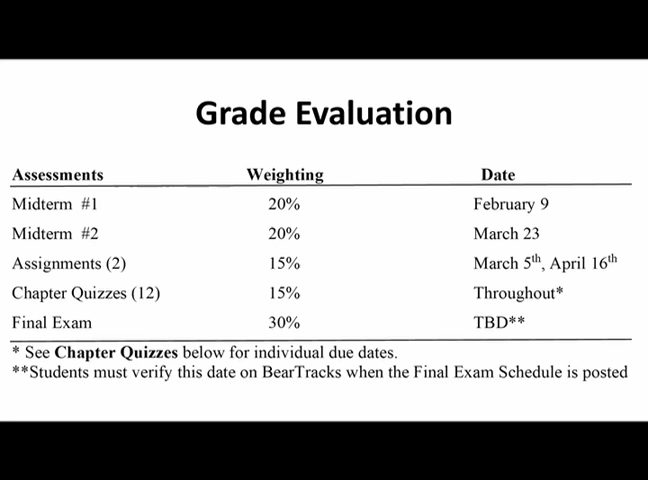 Grade Evaluation
Assessments Weighting Date
Midterm #1 20% February 9
Midterm #2 20% March 23
Assignments (2) 15% March 5th, April 16th
Chapter Quizzes (12) 15% Throughout*
Final Exam 30% TBD**
* See Chapter Quizzes below for individual due dates.
**Students must verify this date on BearTracks when the Final Exam Schedule is posted